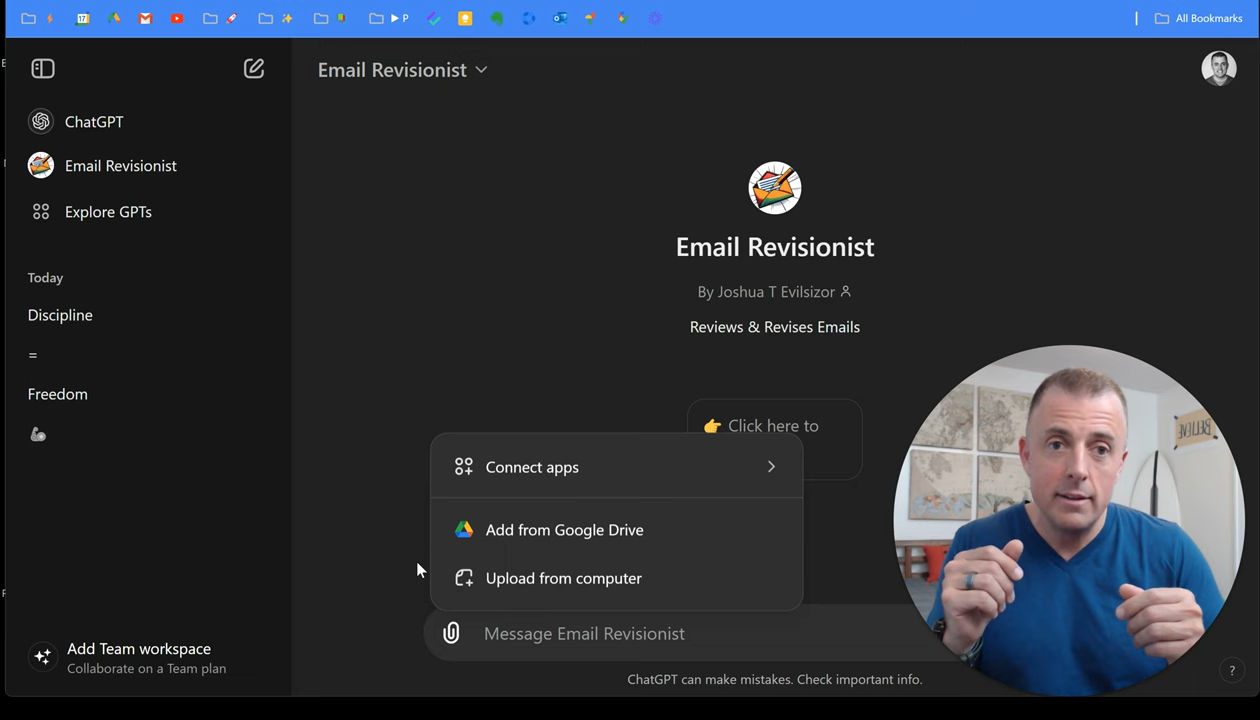 P
All Bookmarks
Email Revisionist
ChatGPT
Email Revisionist
Explore GPTs
Today
Discipline
=
Freedom
Email Revisionist
By Joshua T Evilsizor
Reviews & Revises Emails
Click here to
Connect apps
Add from Google Drive
Upload from computer
Message Email Revisionist
Add Team workspace
Collaborate on a Team plan
ChatGPT can make mistakes. Check important info.
?